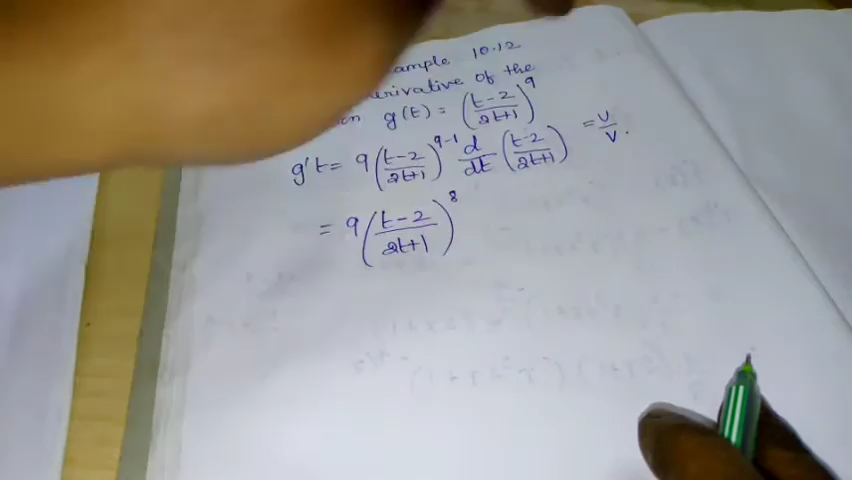 ample 10.12
erivative of the
n g(t) = (t-2/2t+1)^9
g't = 9(t-2/2t+1)^9-1 d/dt (t-2/2t+1) = u/v.
= 9(t-2/2t+1)^8